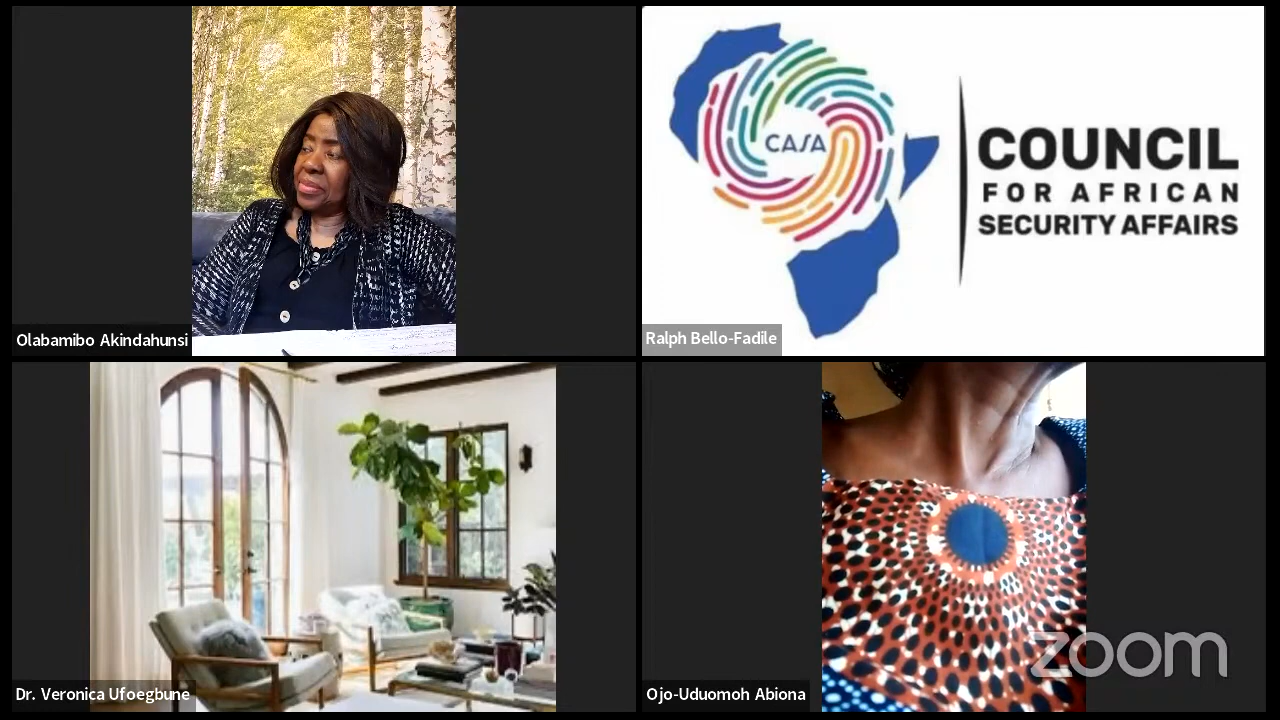 Olabamibo Akindahunsi
CASA
COUNCIL
FOR AFRICAN
SECURITY AFFAIRS
Ralph Bello-Fadile
Dr. Veronica Ufoegbune
Ojo-Uduomoh Abiona
zoom